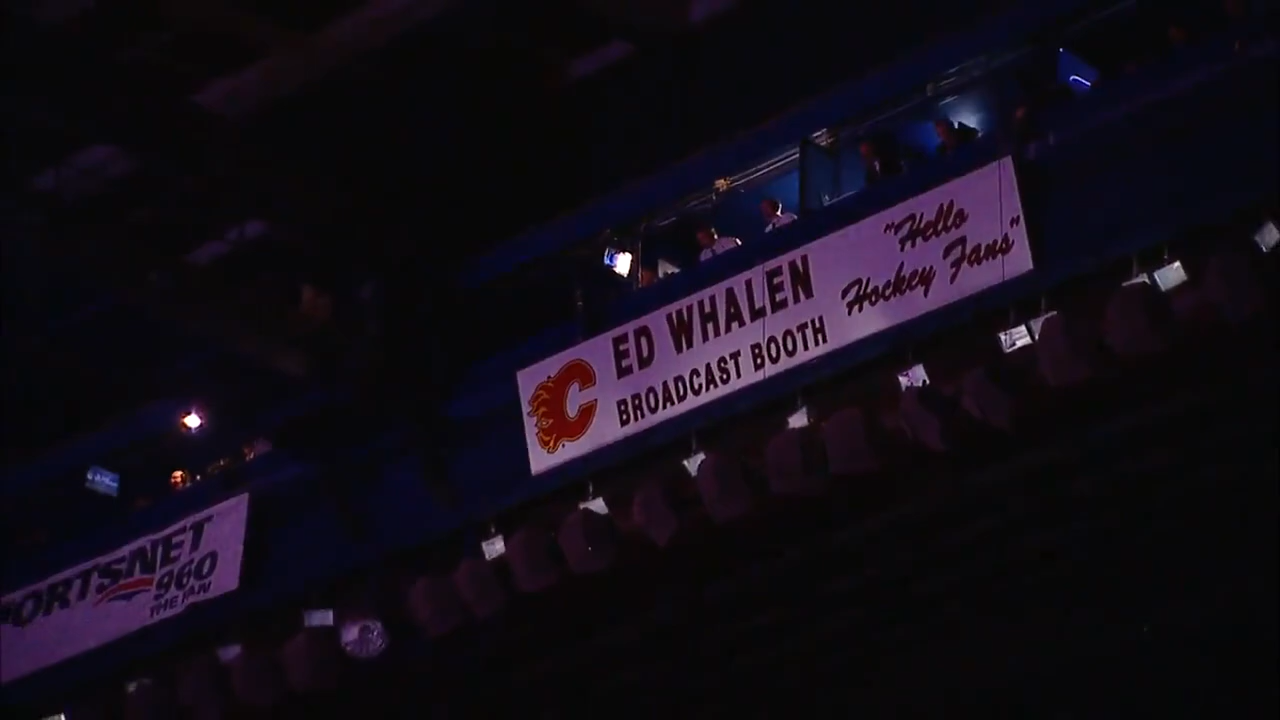 ED WHALEN
BROADCAST BOOTH
"Hello
Hockey Fans"
ORTSNET
960
THE FAN